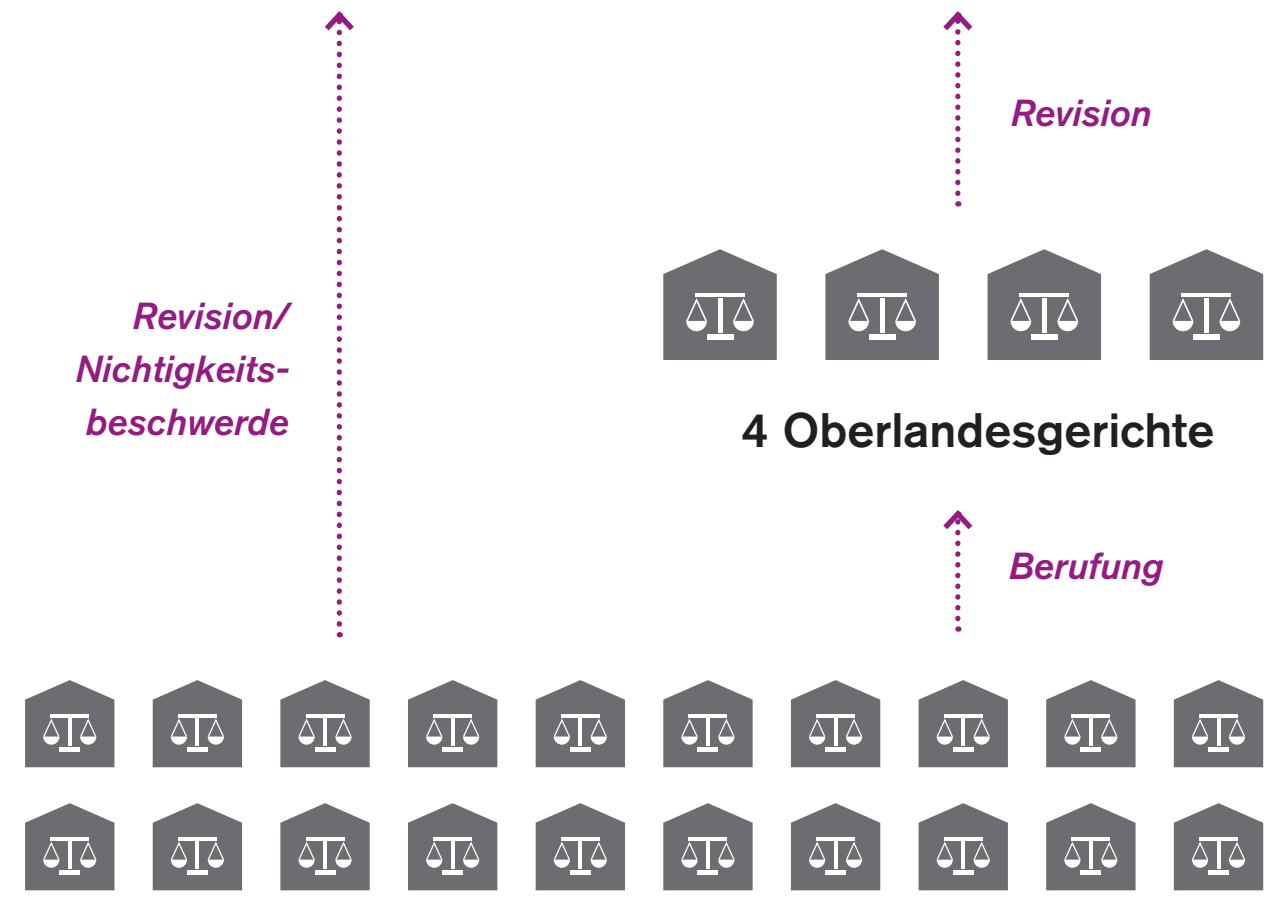 Revision
Revision/
Nichtigkeits-
beschwerde
4 Oberlandesgerichte
Berufung